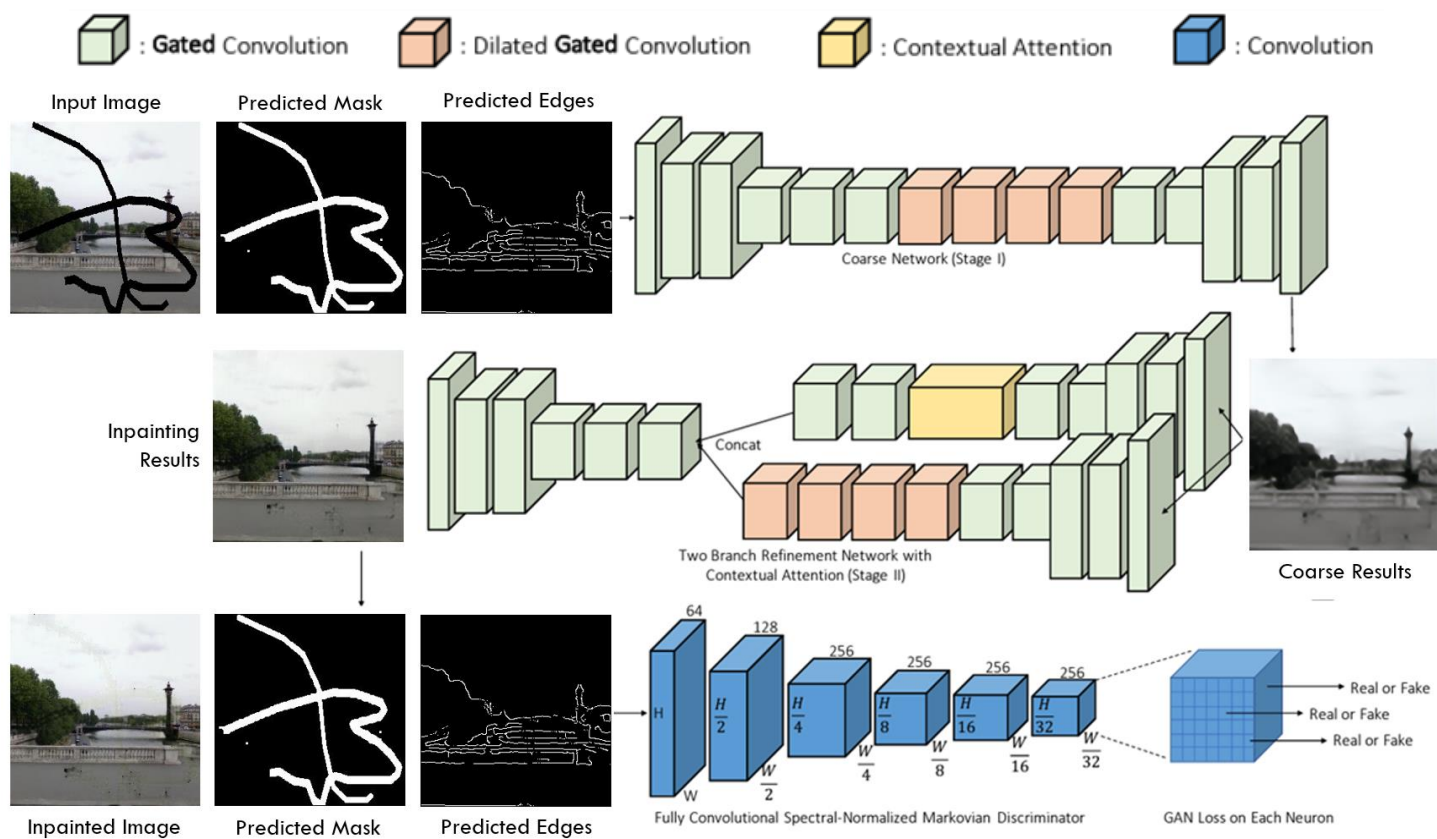 : Gated Convolution
: Dilated Gated Convolution
: Contextual Attention
: Convolution
Input Image
Predicted Mask
Predicted Edges
Coarse Network (Stage I)
Inpainting
Results
Concat
Two Branch Refinement Network with
Contextual Attention (Stage II)
Coarse Results
64
128
256
256
256
256
H
H/2
H/4
H/8
H/16
H/32
W
W/2
W/4
W/8
W/16
W/32
Real or Fake
Real or Fake
Real or Fake
Inpainted Image
Predicted Mask
Predicted Edges
Fully Convolutional Spectral-Normalized Markovian Discriminator
GAN Loss on Each Neuron